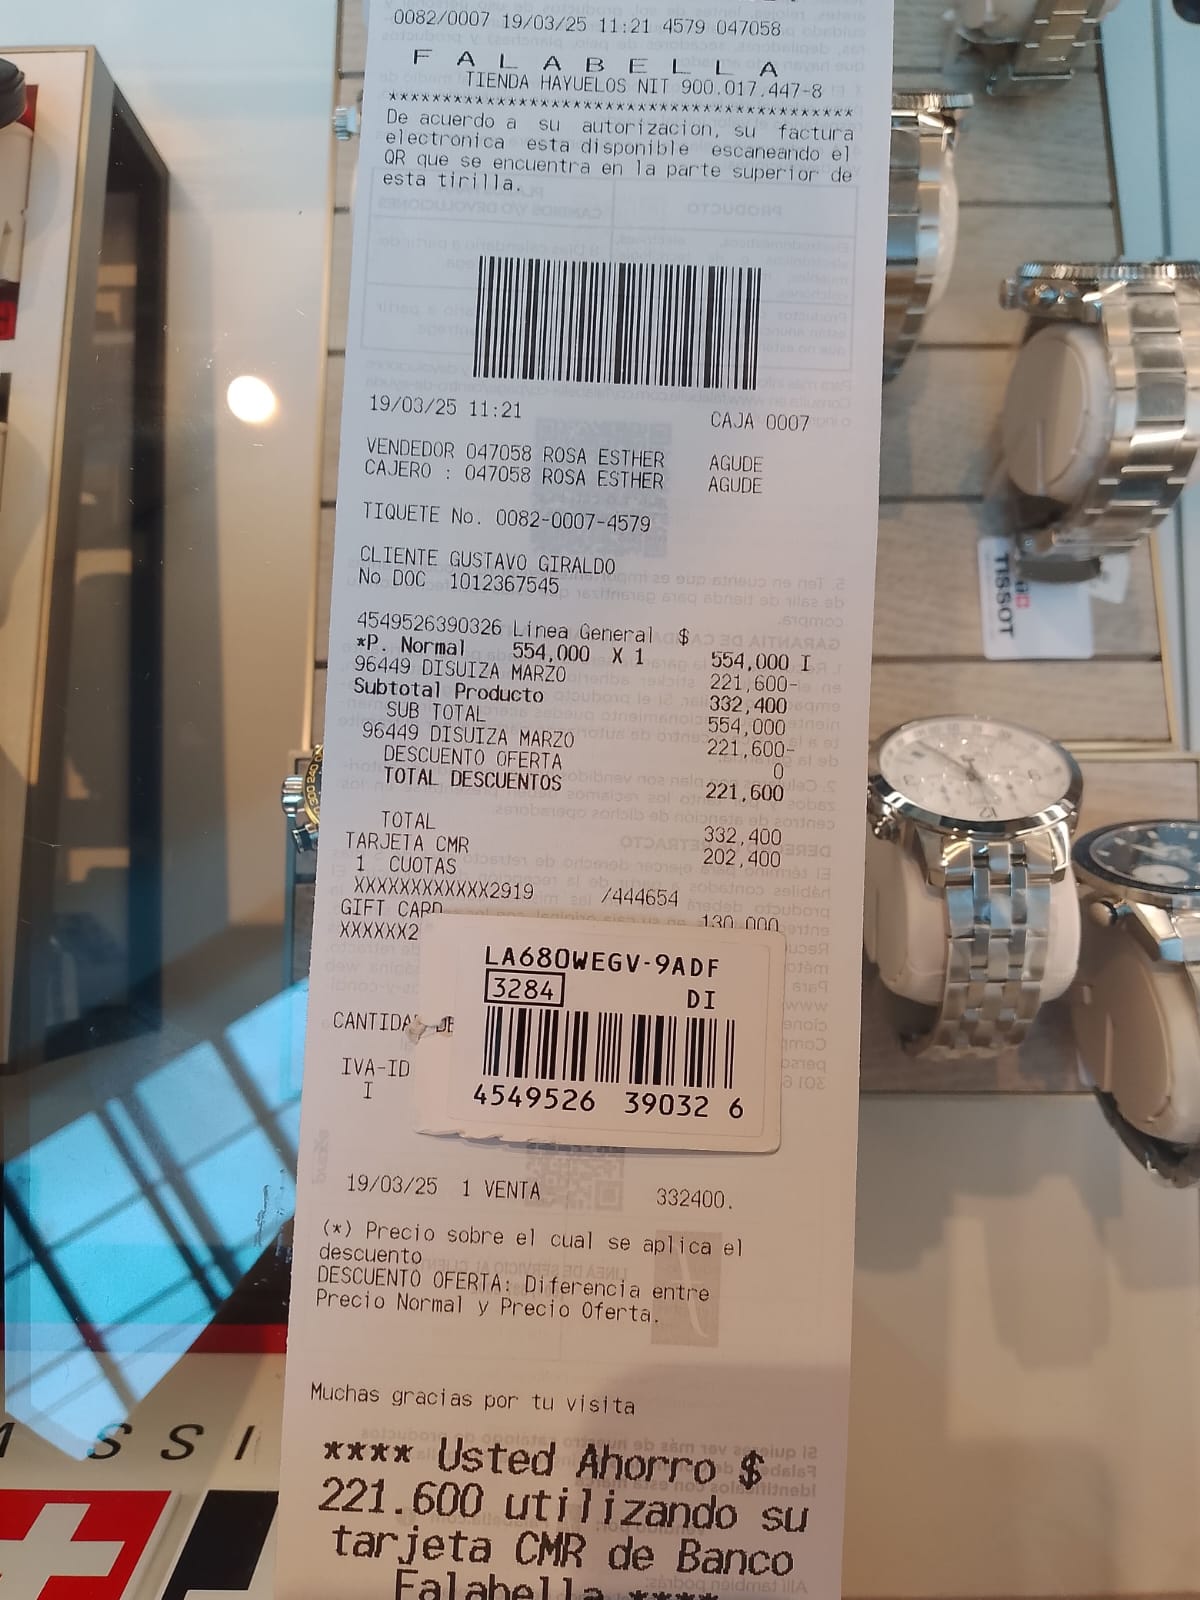 0082/0007 19/03/25 11:21 4579 047058
F A L A B E L L A
TIENDA HAYUELOS NIT 900.017.447-8
*******************************************
De acuerdo a su autorizacion, su factura
electronica esta disponible escaneando el
QR que se encuentra en la parte superior de
esta tirilla.
19/03/25 11:21 CAJA 0007
VENDEDOR 047058 ROSA ESTHER AGUDE
CAJERO : 047058 ROSA ESTHER AGUDE
TIQUETE No. 0082-0007-4579
CLIENTE GUSTAVO GIRALDO
No DOC 1012367545
4549526390326 Linea General $
*P. Normal 554,000 X 1 554,000 I
96449 DISUIZA MARZO 221,600-
Subtotal Producto 332,400
SUB TOTAL 554,000
96449 DISUIZA MARZO 221,600-
DESCUENTO OFERTA 0
TOTAL DESCUENTOS 221,600
TOTAL 332,400
TARJETA CMR 202,400
1 CUOTAS
XXXXXXXXXXXX2919 /444654
GIFT CARD 130,000
XXXXXX2
LA680WEGV-9ADF
3284 DI
4549526 39032 6
CANTIDA DE
IVA-ID
I
19/03/25 1 VENTA 332400.
(*) Precio sobre el cual se aplica el
descuento
DESCUENTO OFERTA: Diferencia entre
Precio Normal y Precio Oferta.
Muchas gracias por tu visita
**** Usted Ahorro $
221.600 utilizando su
tarjeta CMR de Banco
Falabella ****
TISSOT
SSI